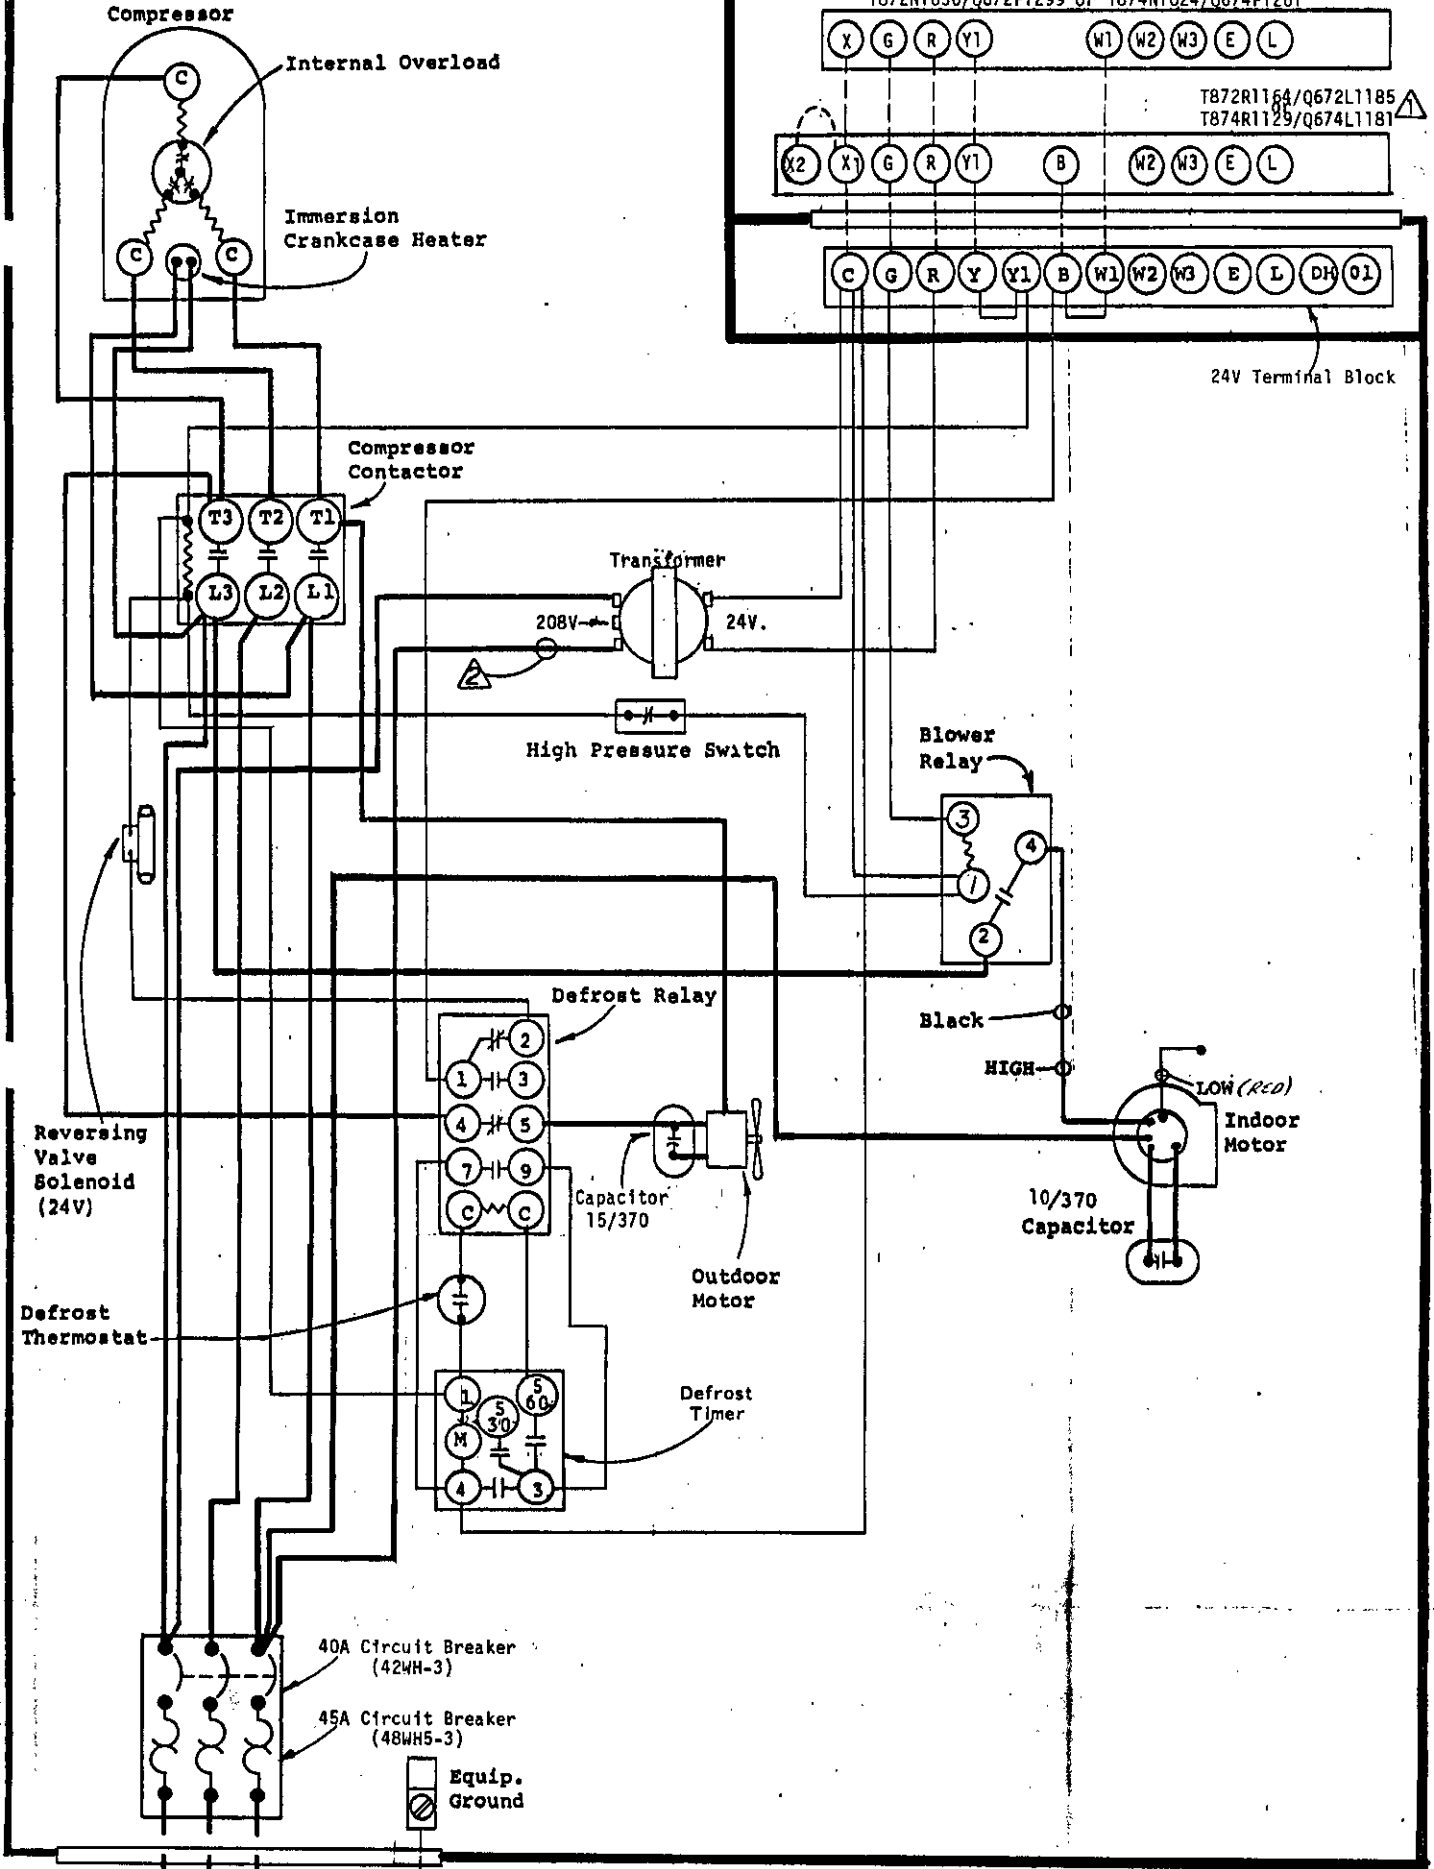 Compressor
Internal Overload
C
C
C
Immersion
Crankcase Heater
X G R Y1 W1 W2 W3 E L
T872R1164/Q672L1185
or
T874R1129/Q674L1181
1
X2 X1 G R Y1 B W2 W3 E L
C G R Y Y1 B W1 W2 W3 E L DH 01
24V Terminal Block
Compressor
Contactor
T3 T2 T1
L3 L2 L1
Transformer
208V
24V.
2
High Pressure Switch
Blower
Relay
3
4
1
2
Black
HIGH
LOW (RED)
Indoor
Motor
10/370
Capacitor
Defrost Relay
2
1 3
4 5
7 9
C C
Capacitor
15/370
Outdoor
Motor
Reversing
Valve
Solenoid
(24V)
Defrost
Thermostat
Defrost
Timer
1
5
30
5
60
M
4 3
40A Circuit Breaker
(42WH-3)
45A Circuit Breaker
(48WH5-3)
Equip.
Ground